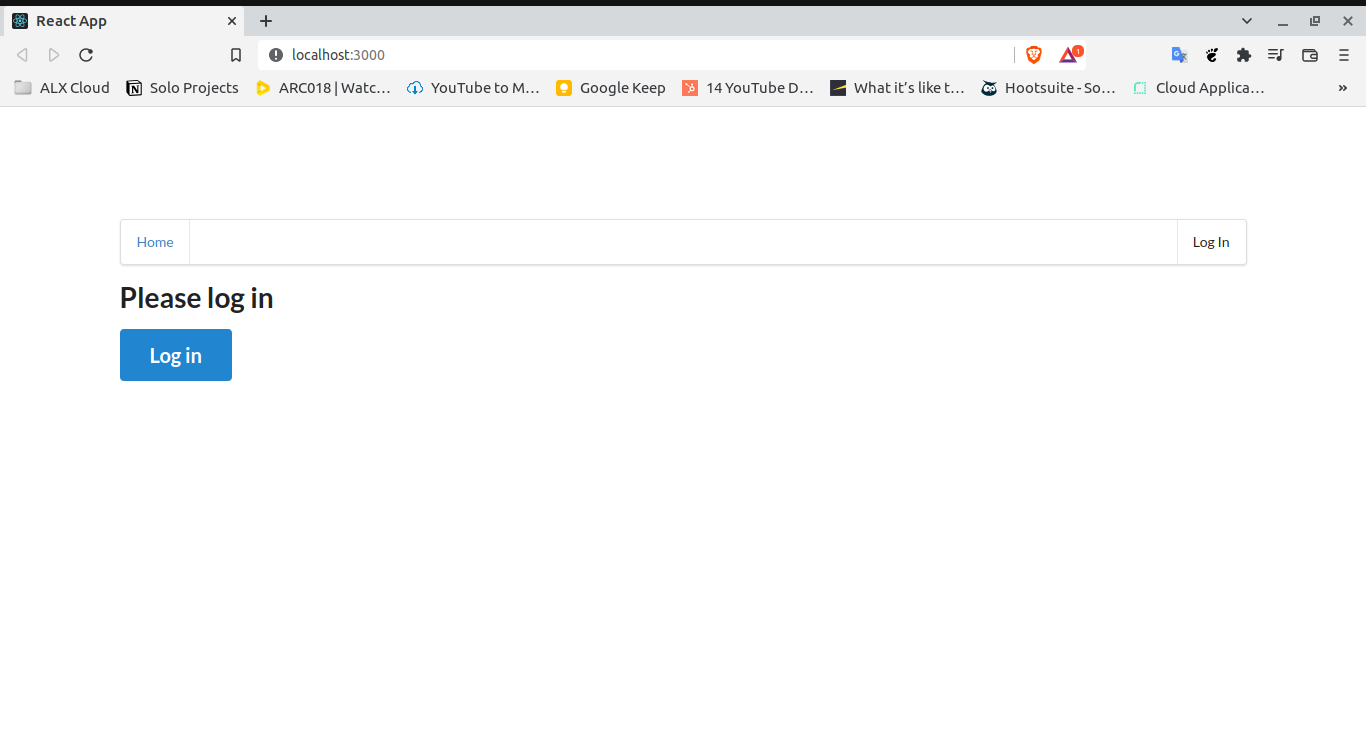 React App
localhost:3000
1
ALX Cloud Solo Projects ARC018 | Watc… YouTube to M… Google Keep 14 YouTube D… What it's like t… Hootsuite - So… Cloud Applica… »
Home Log In
Please log in
Log in